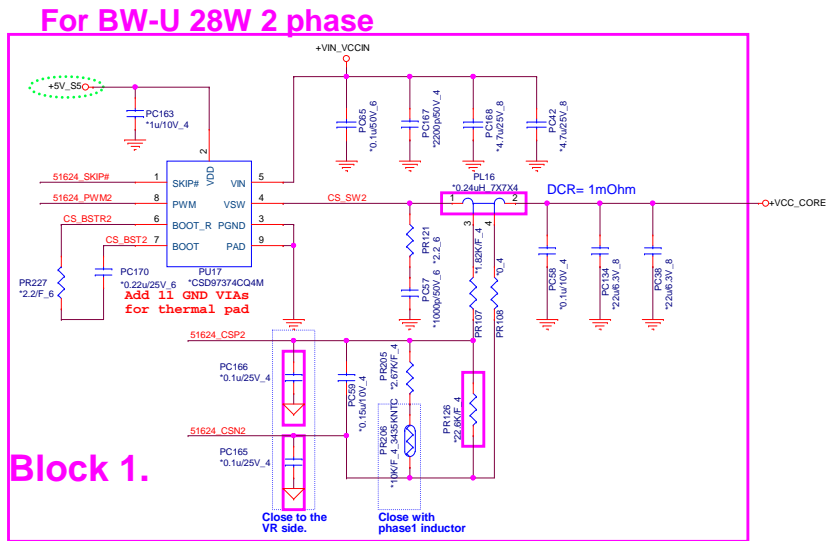 For BW-U 28W 2 phase
+VIN_VCCIN
+5V_S5
PC163
*1u/10V_4
PC65
*0.1u/50V_6
PC167
*2200p/50V_4
PC168
*4.7u/25V_8
PC42
*4.7u/25V_8
2
VDD
51624_SKIP#
1
SKIP#
VIN
5
51624_PWM2
8
PWM
VSW
4
CS_SW2
CS_BSTR2
6
BOOT_R
PGND
3
CS_BST2
7
BOOT
PAD
9
PU17
*CSD97374CQ4M
PR227
*2.2/F_6
PC170
*0.22u/25V_6
Add 11 GND VIAs
for thermal pad
PL16
*0.24uH_7X7X4
DCR= 1mOhm
1
2
3
4
+VCC_CORE
PR121
*2.2_6
PC57
*1000p/50V_6
*1.82K/F_4
PR107
*0_4
PR108
PC58
*0.1u/10V_4
PC134
*22u/6.3V_8
PC38
*22u/6.3V_8
51624_CSP2
PC166
*0.1u/25V_4
PC59
*0.15u/10V_4
PR205
*2.67K/F_4
PR126
*22.6K/F_4
51624_CSN2
PC165
*0.1u/25V_4
PR206
*10K/F_4_3435KNTC
Block 1.
Close to the
VR side.
Close with
phase1 inductor